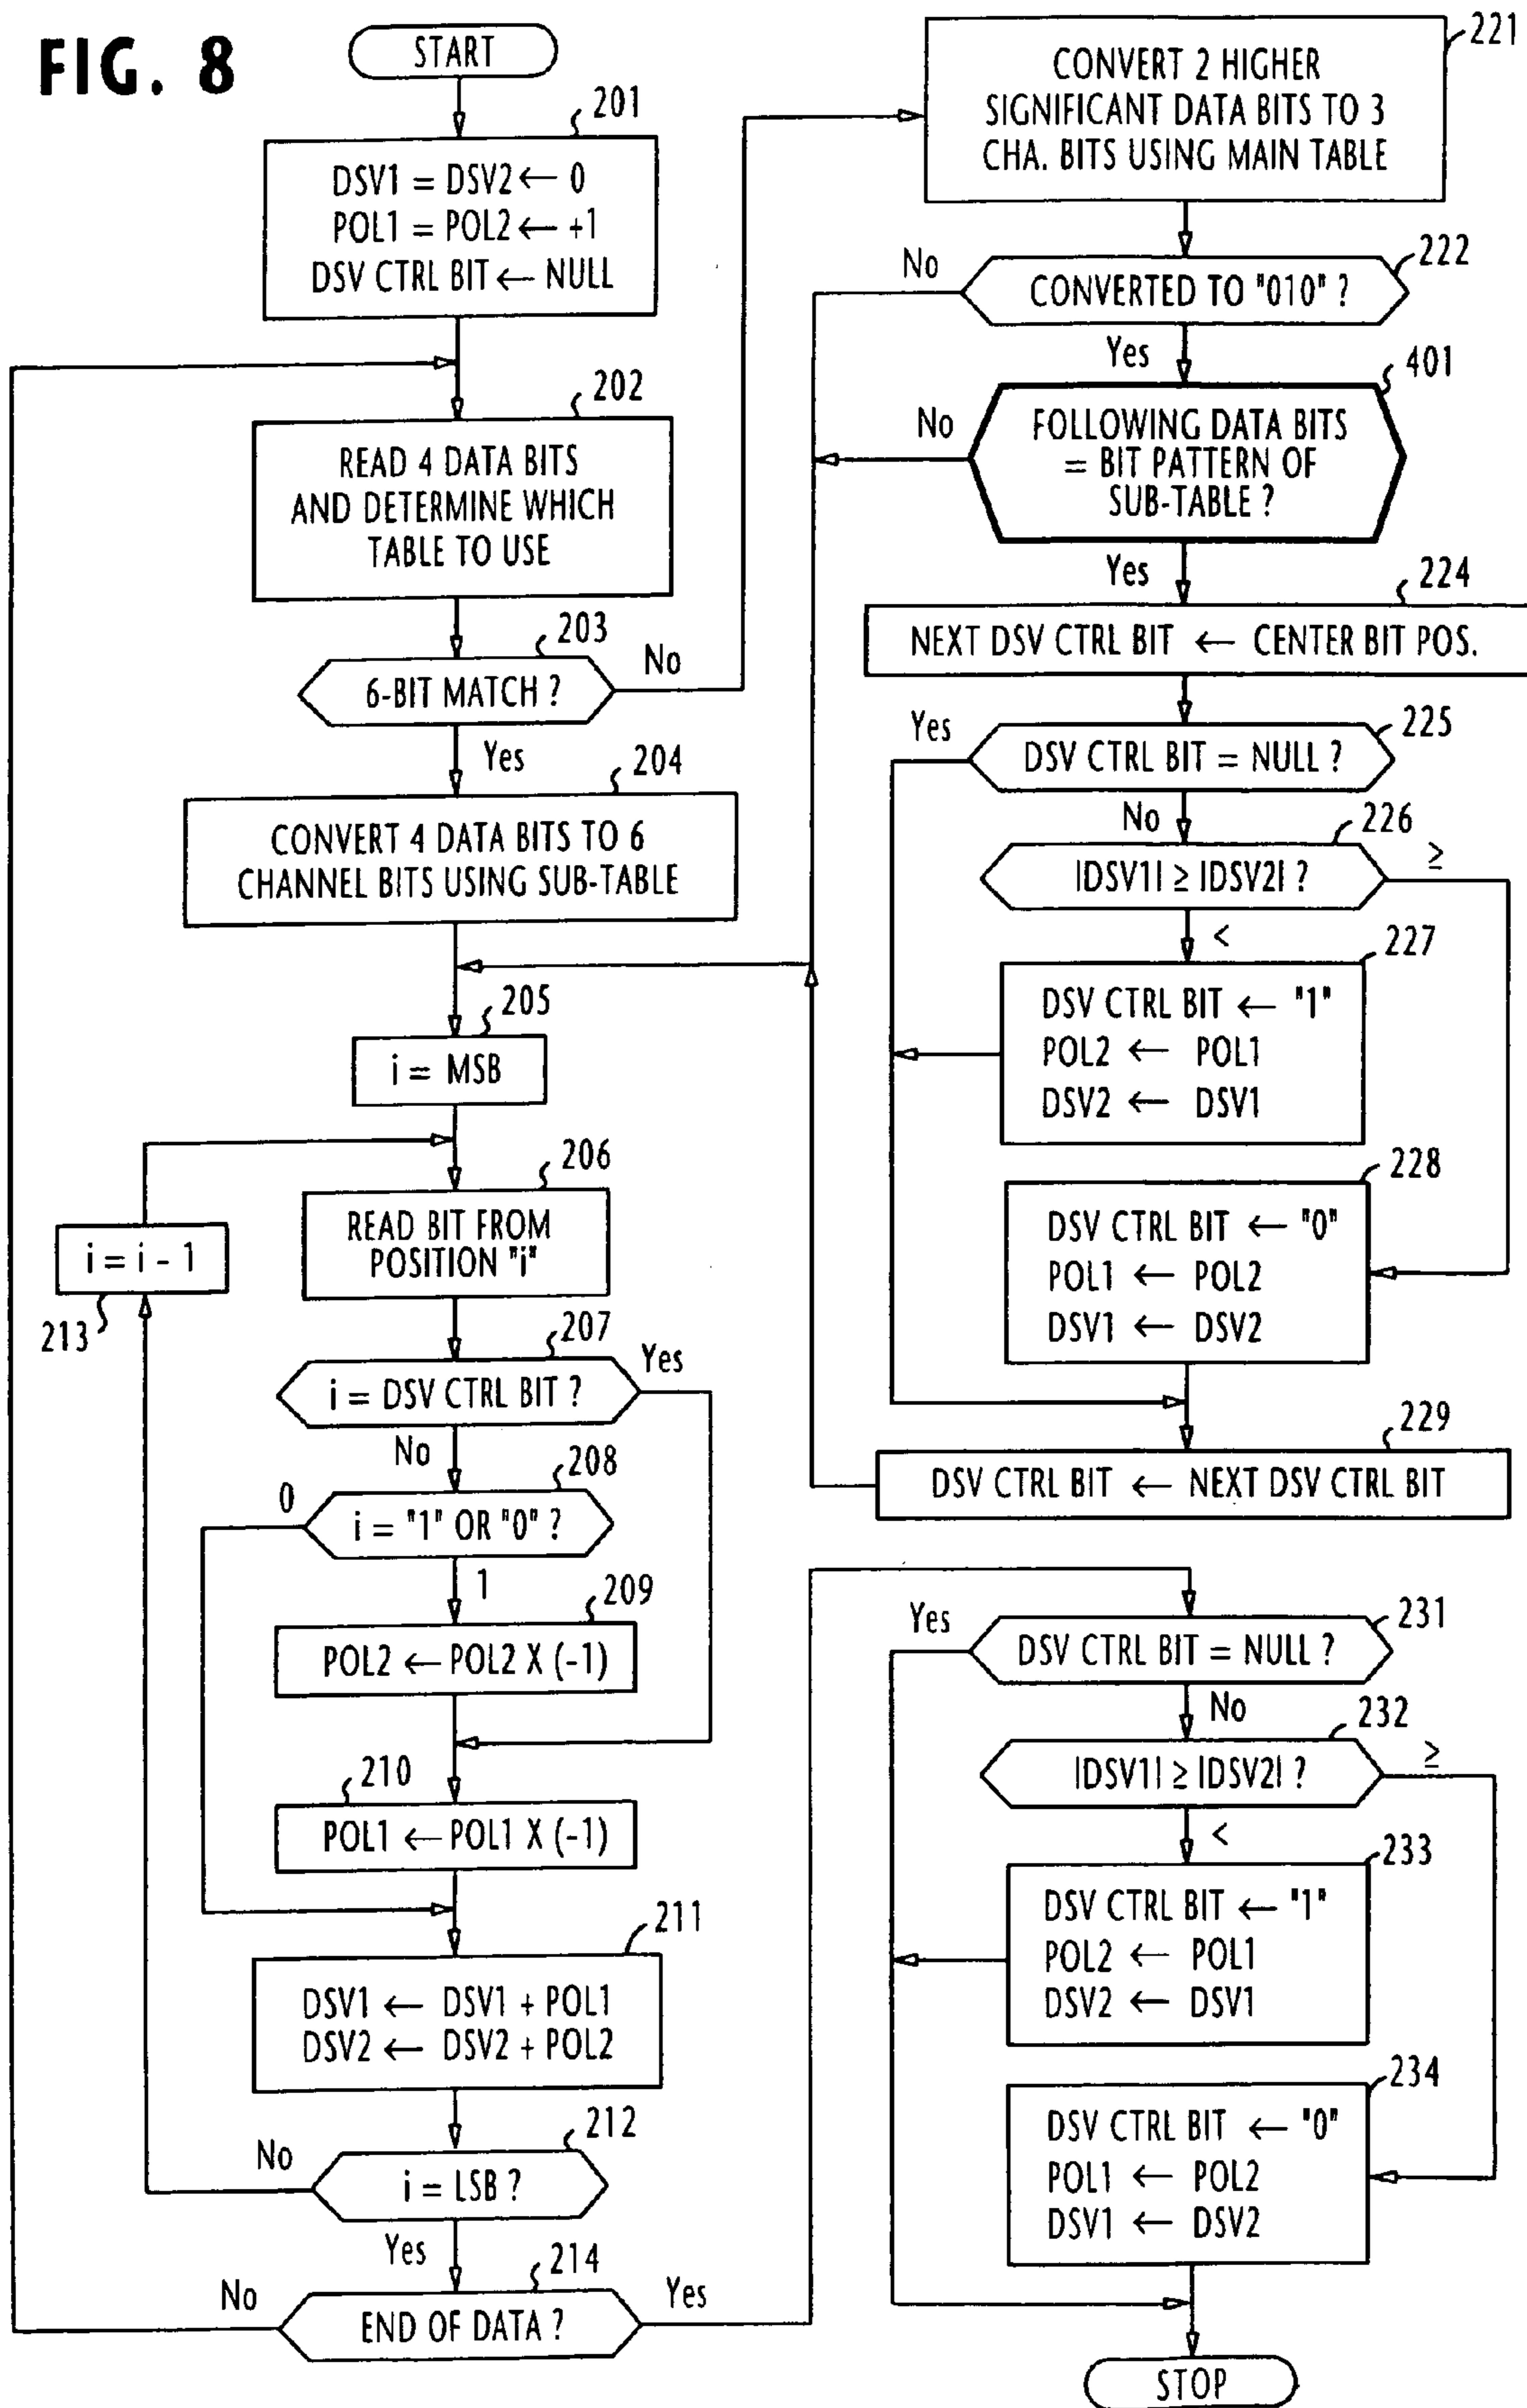 FIG. 8
START
201
DSV1 = DSV2 ← 0
POL1 = POL2 ← +1
DSV CTRL BIT ← NULL
202
READ 4 DATA BITS
AND DETERMINE WHICH
TABLE TO USE
203
6-BIT MATCH ?
No
Yes
204
CONVERT 4 DATA BITS TO 6
CHANNEL BITS USING SUB-TABLE
205
i = MSB
206
READ BIT FROM
POSITION "i"
i = i - 1
213
207
i = DSV CTRL BIT ?
Yes
No
208
0
i = "1" OR "0" ?
1
209
POL2 ← POL2 X (-1)
210
POL1 ← POL1 X (-1)
211
DSV1 ← DSV1 + POL1
DSV2 ← DSV2 + POL2
212
No
i = LSB ?
Yes
214
No
END OF DATA ?
Yes
221
CONVERT 2 HIGHER
SIGNIFICANT DATA BITS TO 3
CHA. BITS USING MAIN TABLE
222
No
CONVERTED TO "010" ?
Yes
401
No
FOLLOWING DATA BITS
= BIT PATTERN OF
SUB-TABLE ?
Yes
224
NEXT DSV CTRL BIT ← CENTER BIT POS.
225
Yes
DSV CTRL BIT = NULL ?
No
226
|DSV1| ≥ |DSV2| ?
≥
<
227
DSV CTRL BIT ← "1"
POL2 ← POL1
DSV2 ← DSV1
228
DSV CTRL BIT ← "0"
POL1 ← POL2
DSV1 ← DSV2
229
DSV CTRL BIT ← NEXT DSV CTRL BIT
231
Yes
DSV CTRL BIT = NULL ?
No
232
|DSV1| ≥ |DSV2| ?
≥
<
233
DSV CTRL BIT ← "1"
POL2 ← POL1
DSV2 ← DSV1
234
DSV CTRL BIT ← "0"
POL1 ← POL2
DSV1 ← DSV2
STOP